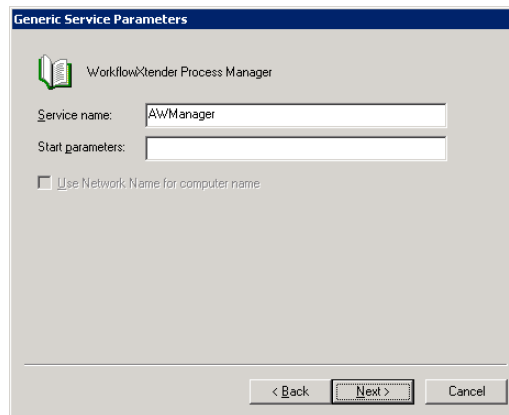 Generic Service Parameters
WorkflowXtender Process Manager
Service name: AWManager
Start parameters:
Use Network Name for computer name
< Back Next > Cancel